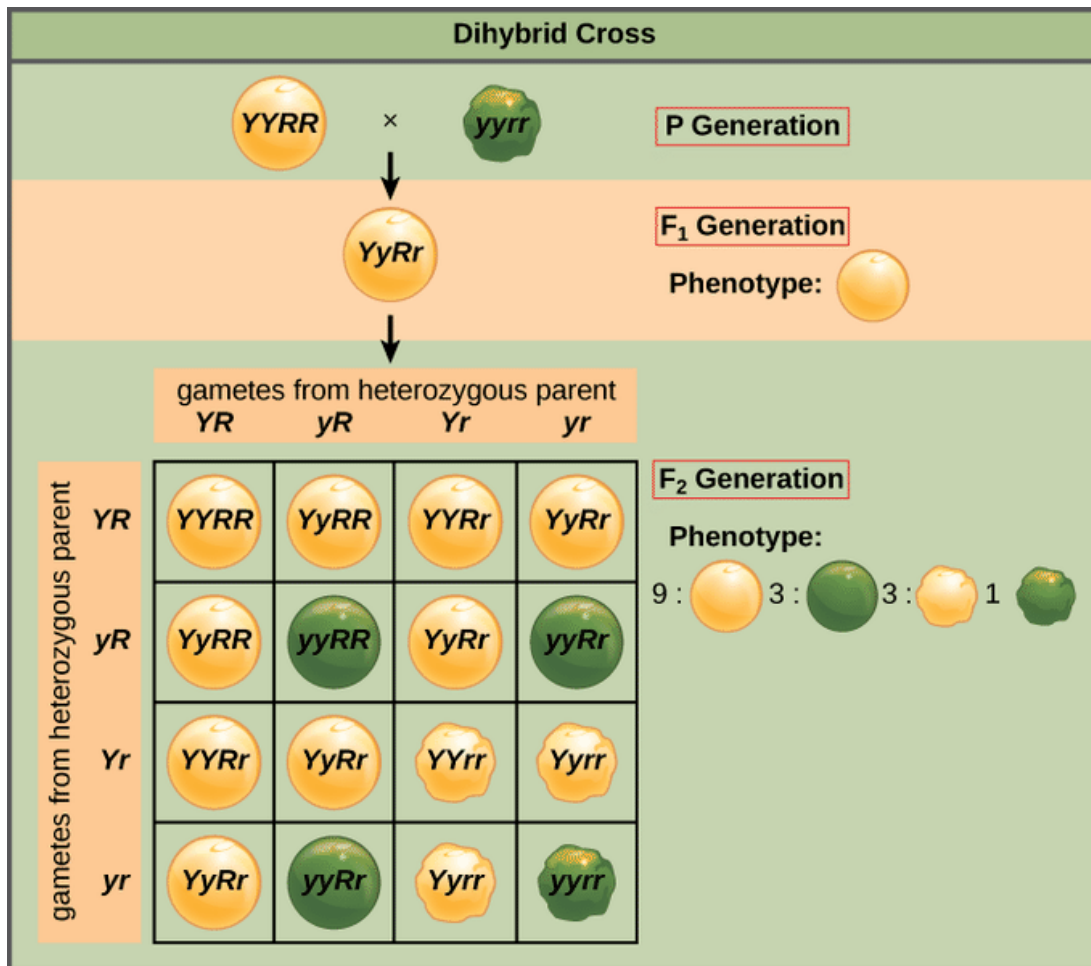 Dihybrid Cross
YYRR × yyrr
P Generation
YyRr
F₁ Generation
Phenotype:
gametes from heterozygous parent
YR yR Yr yr
gametes from heterozygous parent
YR YYRR YyRR YYRr YyRr
yR YyRR yyRR YyRr yyRr
Yr YYRr YyRr YYrr Yyrr
yr YyRr yyRr Yyrr yyrr
F₂ Generation
Phenotype:
9 : 3 : 3 : 1